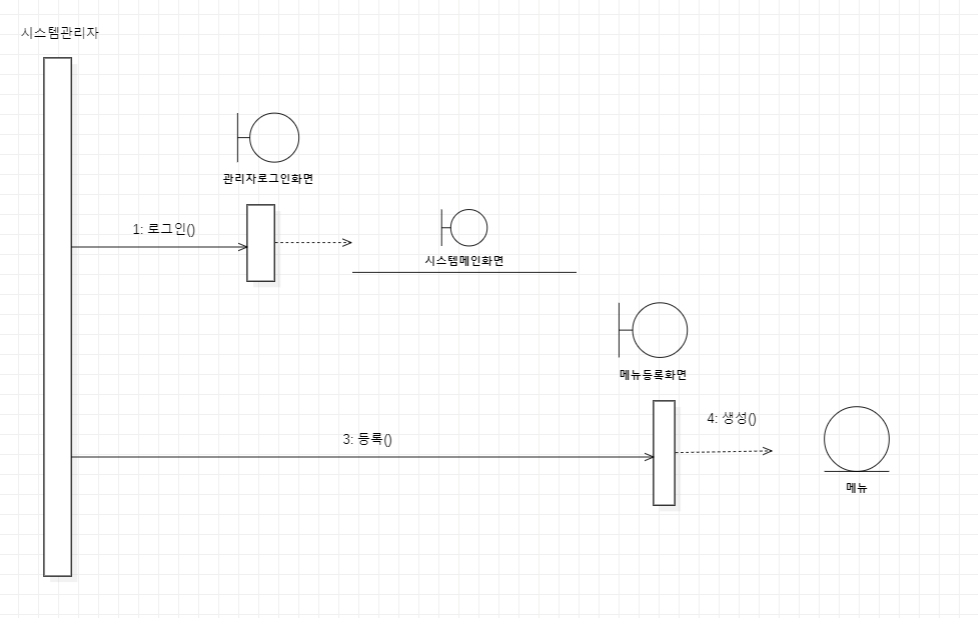 시스템관리자
관리자로그인화면
1: 로그인()
시스템메인화면
메뉴등록화면
3: 등록()
4: 생성()
메뉴